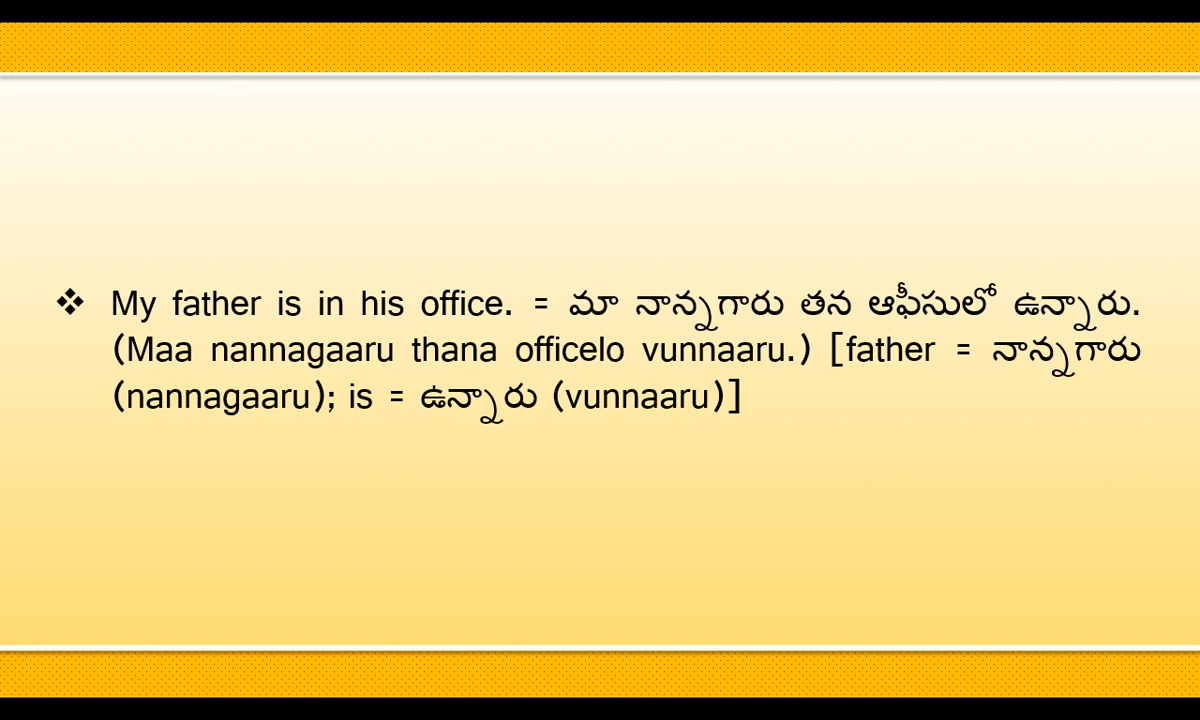 ❖ My father is in his office. = మా నాన్నగారు తన ఆఫీసులో ఉన్నారు.
(Maa nannagaaru thana officelo vunnaaru.) [father = నాన్నగారు
(nannagaaru); is = ఉన్నారు (vunnaaru)]